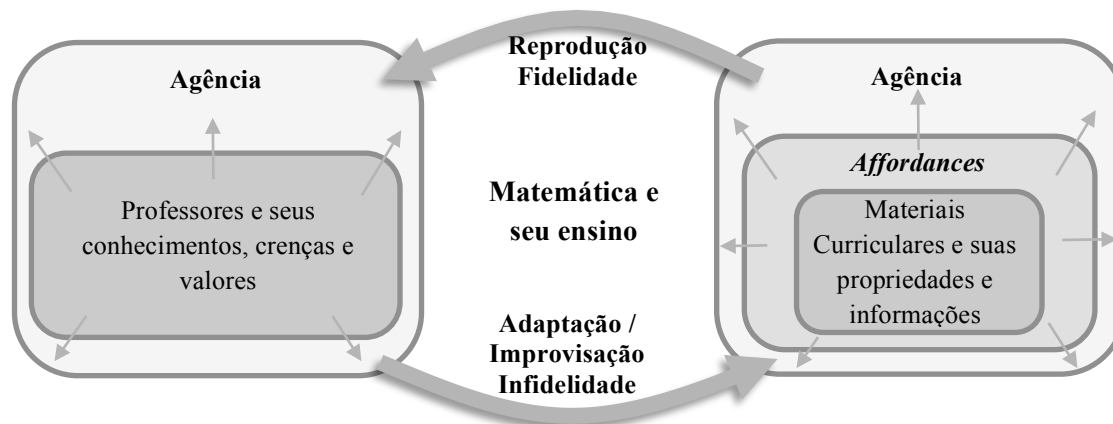 Agência
Professores e seus
conhecimentos, crenças e
valores
Reprodução
Fidelidade
Matemática e
seu ensino
Adaptação /
Improvisação
Infidelidade
Agência
Affordances
Materiais
Curriculares e suas
propriedades e
informações